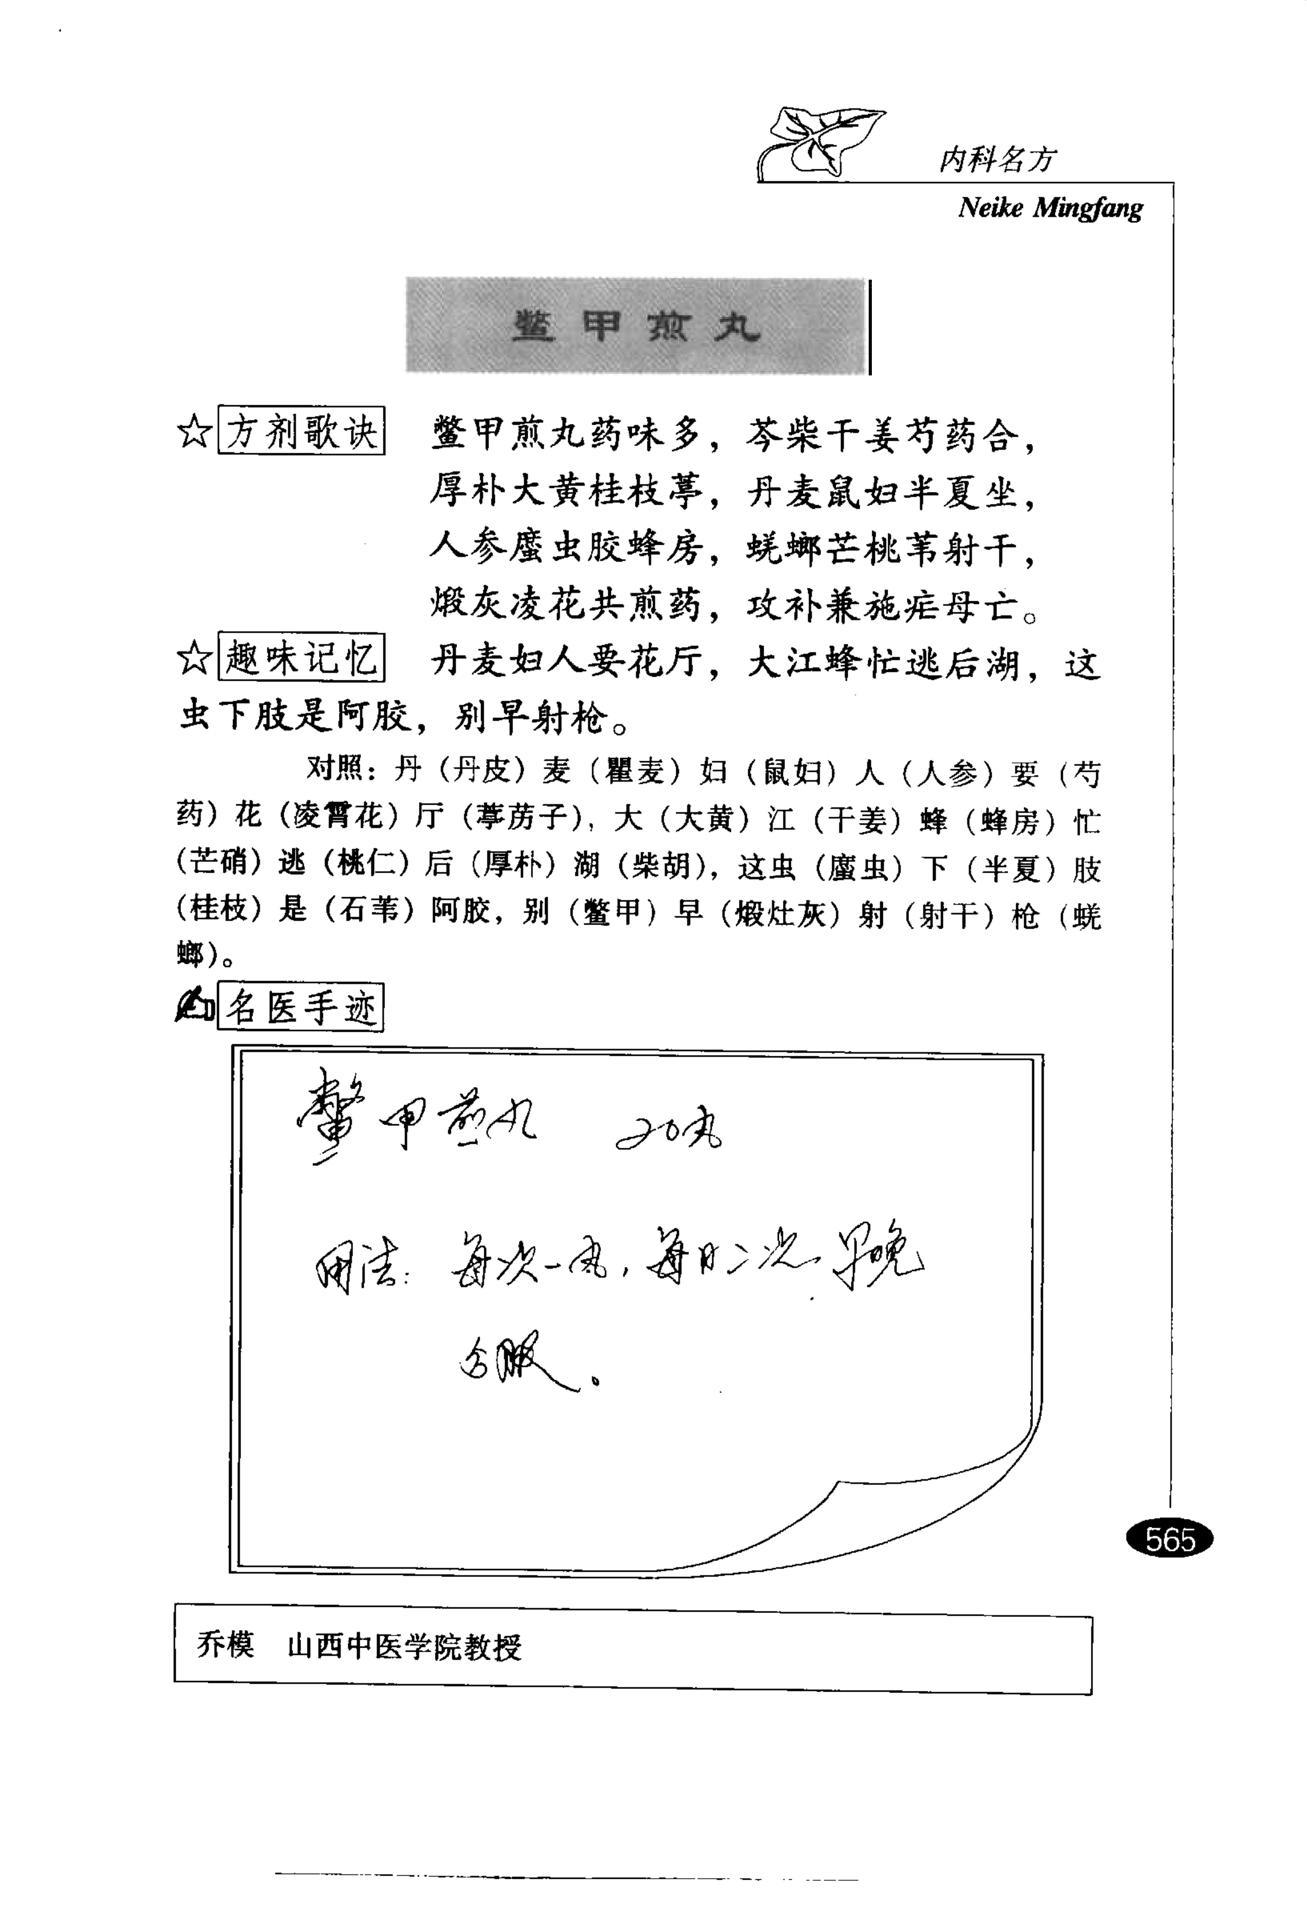 内科名方
Neike Mingfang
鳖甲煎丸
☆方剂歌诀 鳖甲煎丸药味多，芩柴干姜芍药合，
厚朴大黄桂枝葶，丹麦鼠妇半夏坐，
人参䗪虫胶蜂房，蜣螂芒桃苇射干，
煅灰凌花共煎药，攻补兼施疟母亡。
☆趣味记忆 丹麦妇人要花厅，大江蜂忙逃后湖，这
虫下肢是阿胶，别早射枪。
对照：丹（丹皮）麦（瞿麦）妇（鼠妇）人（人参）要（芍
药）花（凌霄花）厅（葶苈子），大（大黄）江（干姜）蜂（蜂房）忙
（芒硝）逃（桃仁）后（厚朴）湖（柴胡），这虫（䗪虫）下（半夏）肢
（桂枝）是（石苇）阿胶，别（鳖甲）早（煅灶灰）射（射干）枪（蜣
螂）。
名医手迹
鳖甲煎丸 20丸
用法：每次一丸，每日二次 早晚
各服。
565
乔模 山西中医学院教授